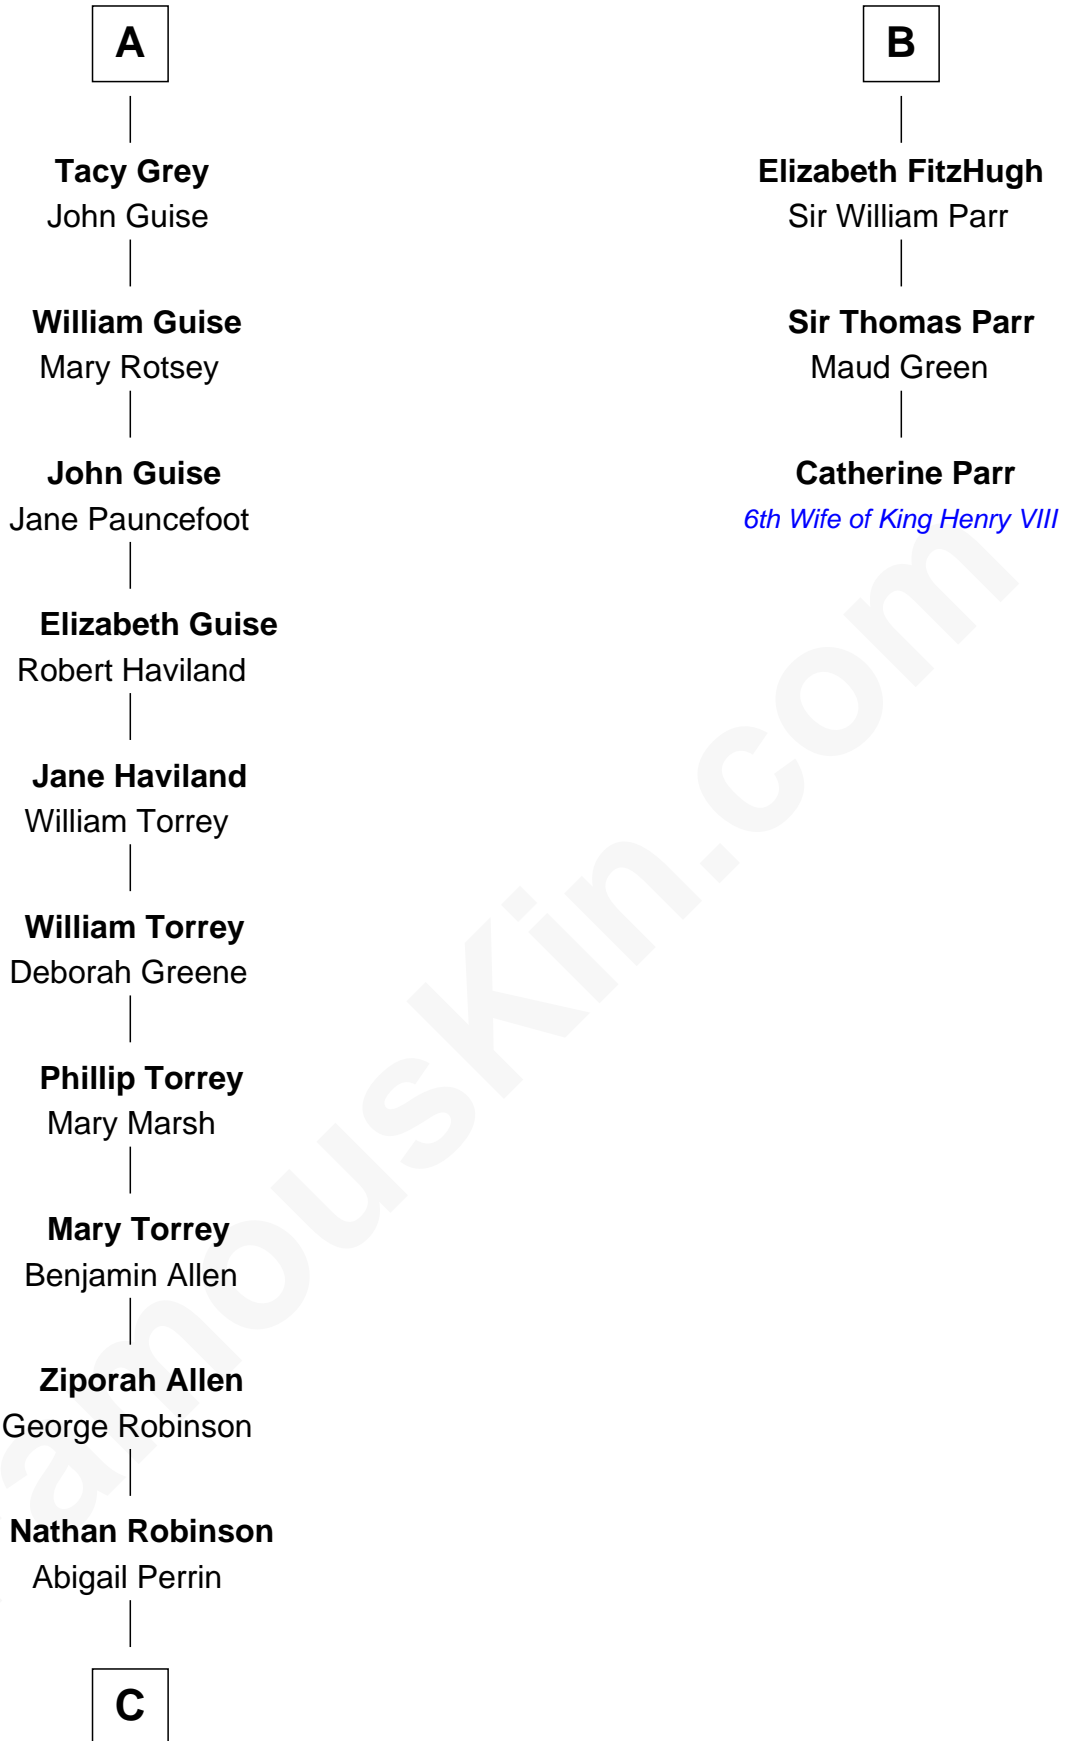 A
Tacy Grey
John Guise
William Guise
Mary Rotsey
John Guise
Jane Pauncefoot
Elizabeth Guise
Robert Haviland
Jane Haviland
William Torrey
William Torrey
Deborah Greene
Phillip Torrey
Mary Marsh
Mary Torrey
Benjamin Allen
Ziporah Allen
George Robinson
Nathan Robinson
Abigail Perrin
C
B
Elizabeth FitzHugh
Sir William Parr
Sir Thomas Parr
Maud Green
Catherine Parr
6th Wife of King Henry VIII
amousKin.com